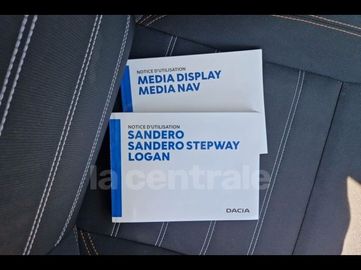 NOTICE D'UTILISATION
MEDIA DISPLAY
MEDIA NAV
NOTICE D'UTILISATION
SANDERO
SANDERO STEPWAY
LOGAN
la centrale
DACIA